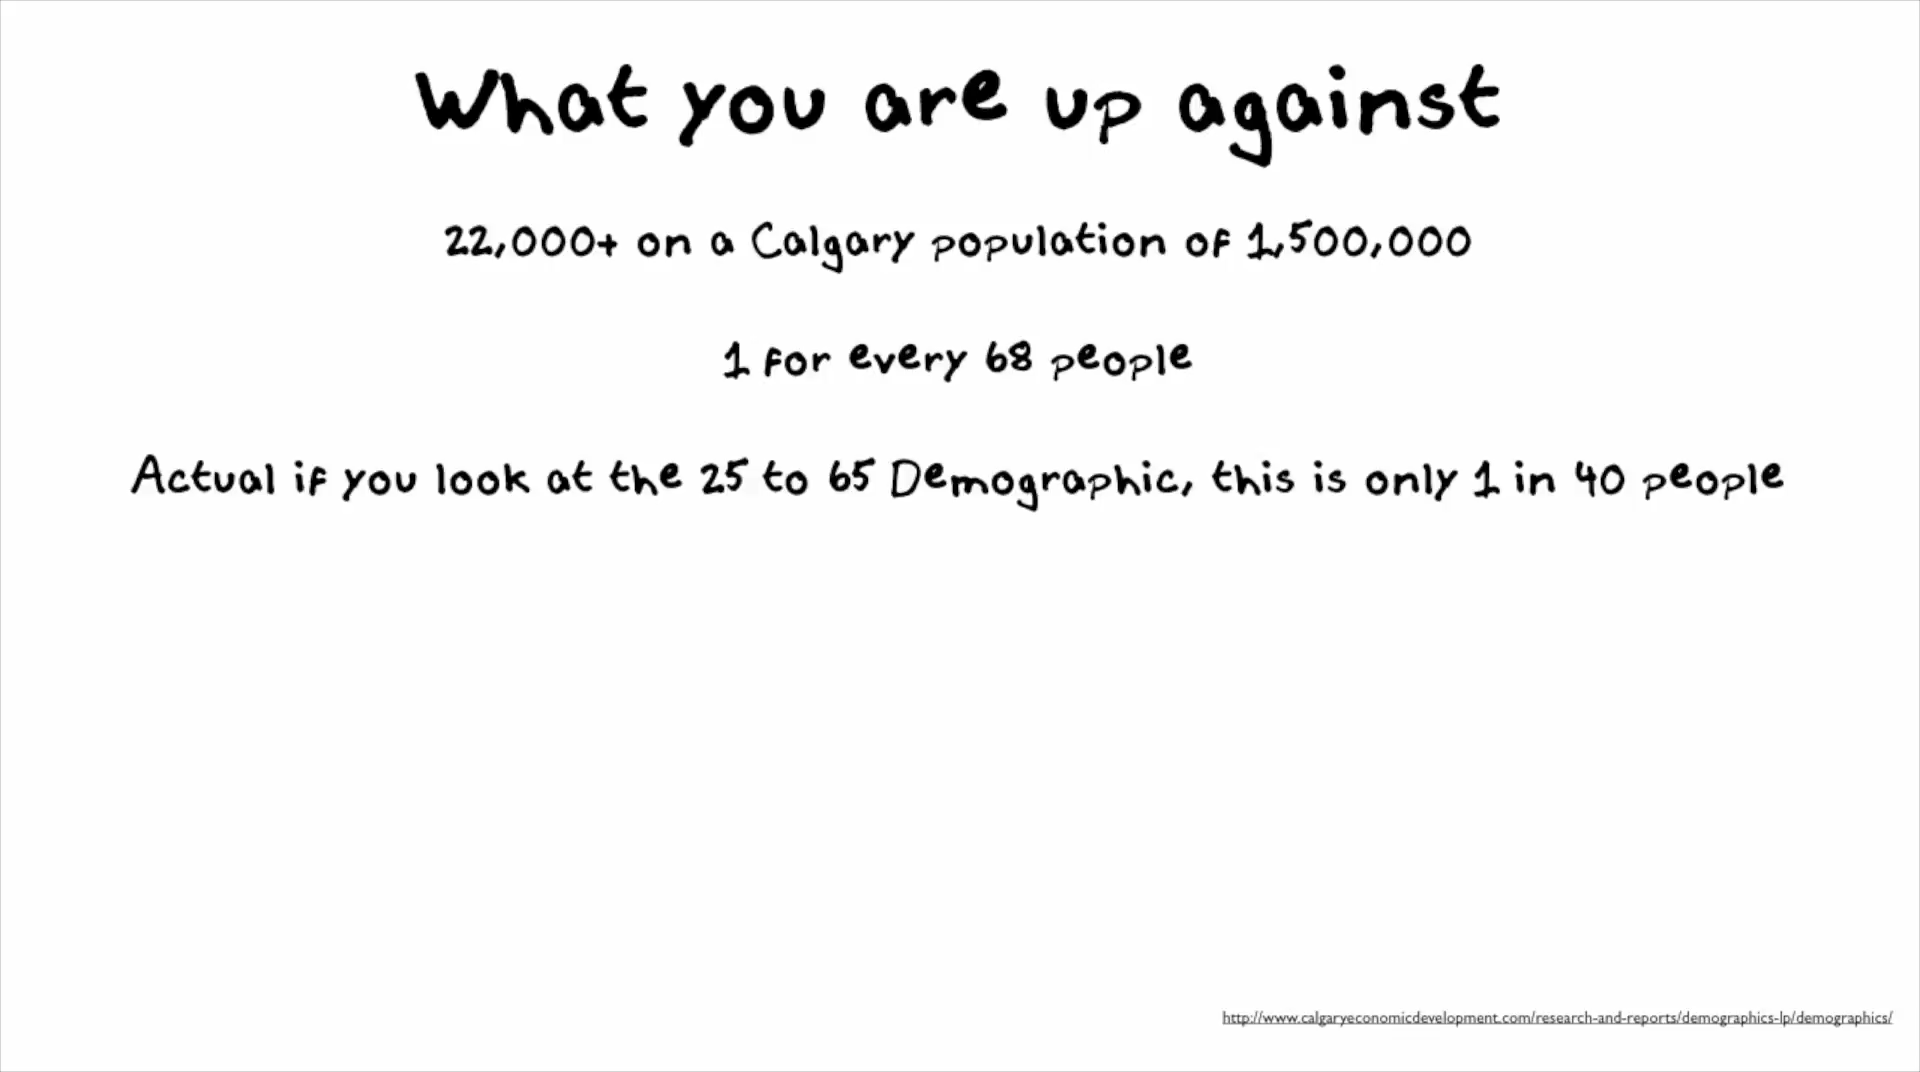 What you are up against
22,000+ on a Calgary population of 1,500,000
1 for every 68 people
Actual if you look at the 25 to 65 Demographic, this is only 1 in 40 people
http://www.calgaryeconomicdevelopment.com/research-and-reports/demographics-lp/demographics/